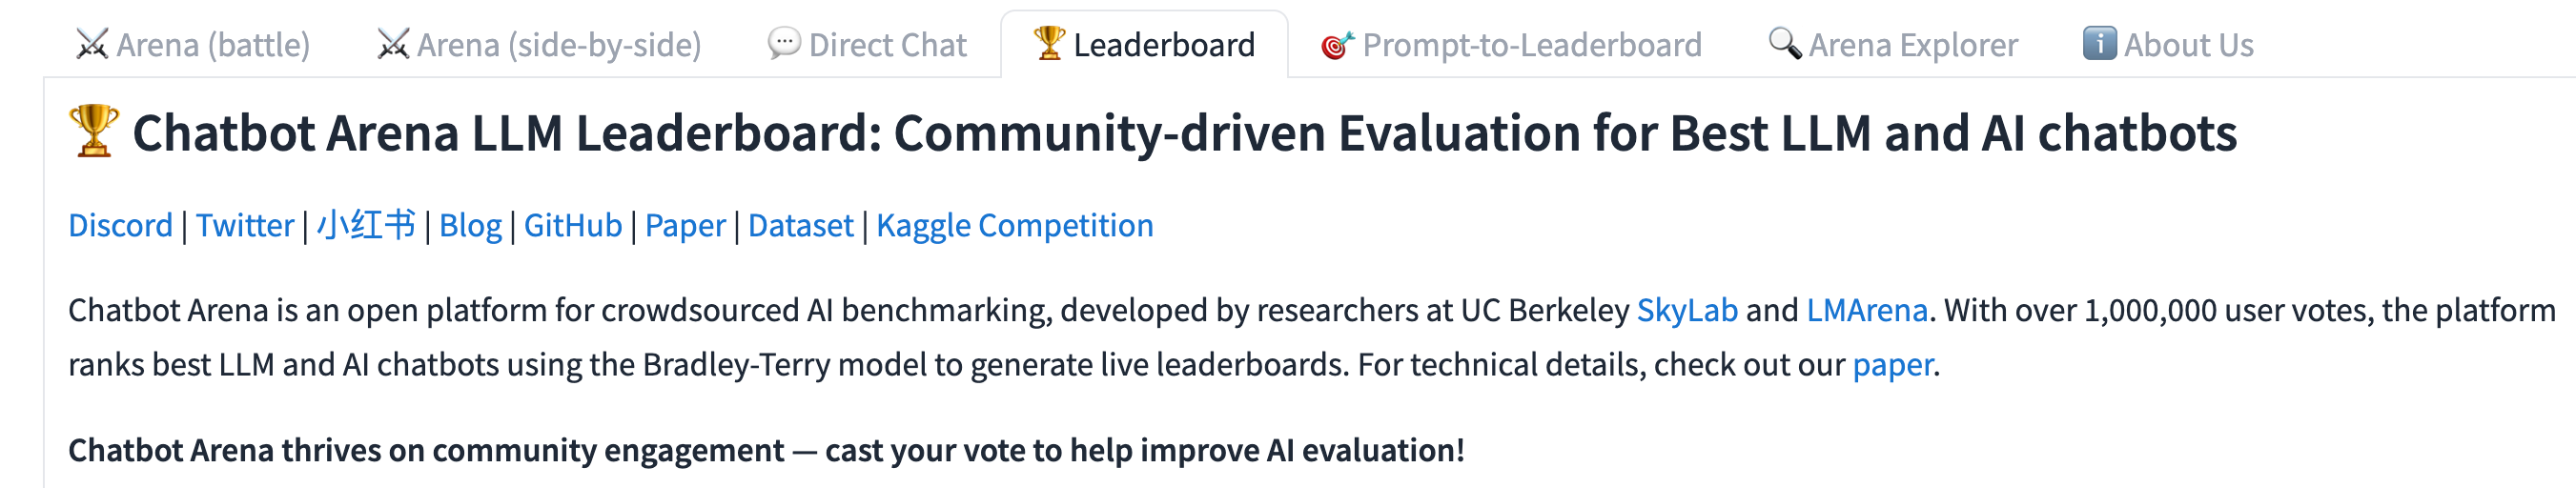 ⚔️ Arena (battle) ⚔️ Arena (side-by-side) 💬 Direct Chat 🏆 Leaderboard 🎯 Prompt-to-Leaderboard 🔍 Arena Explorer ℹ️ About Us
🏆 Chatbot Arena LLM Leaderboard: Community-driven Evaluation for Best LLM and AI chatbots
Discord | Twitter | 小红书 | Blog | GitHub | Paper | Dataset | Kaggle Competition
Chatbot Arena is an open platform for crowdsourced AI benchmarking, developed by researchers at UC Berkeley SkyLab and LMArena. With over 1,000,000 user votes, the platform
ranks best LLM and AI chatbots using the Bradley-Terry model to generate live leaderboards. For technical details, check out our paper.
Chatbot Arena thrives on community engagement — cast your vote to help improve AI evaluation!